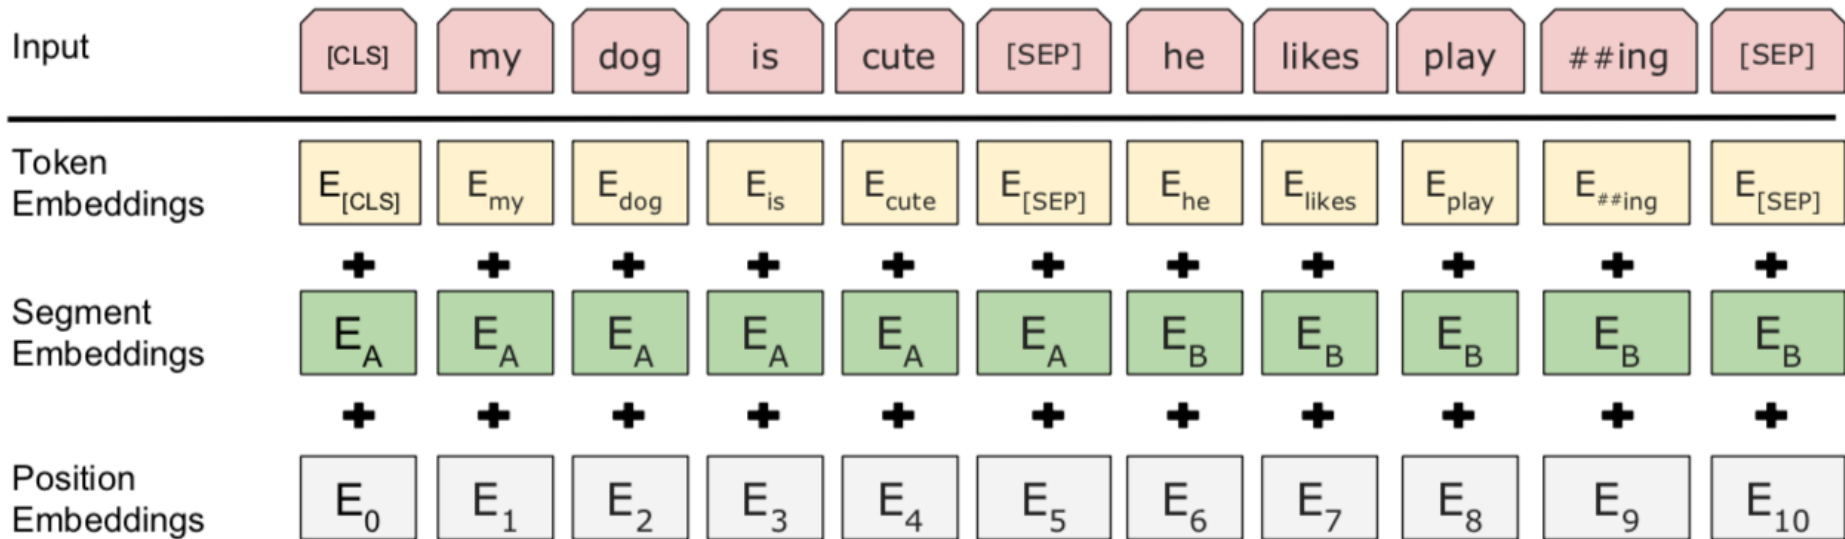 Input [CLS] my dog is cute [SEP] he likes play ##ing [SEP]
Token
Embeddings
E[CLS] Emy Edog Eis Ecute E[SEP] Ehe Elikes Eplay E##ing E[SEP]
+ + + + + + + + + + +
Segment
Embeddings
EA EA EA EA EA EA EB EB EB EB EB
+ + + + + + + + + + +
Position
Embeddings
E0 E1 E2 E3 E4 E5 E6 E7 E8 E9 E10